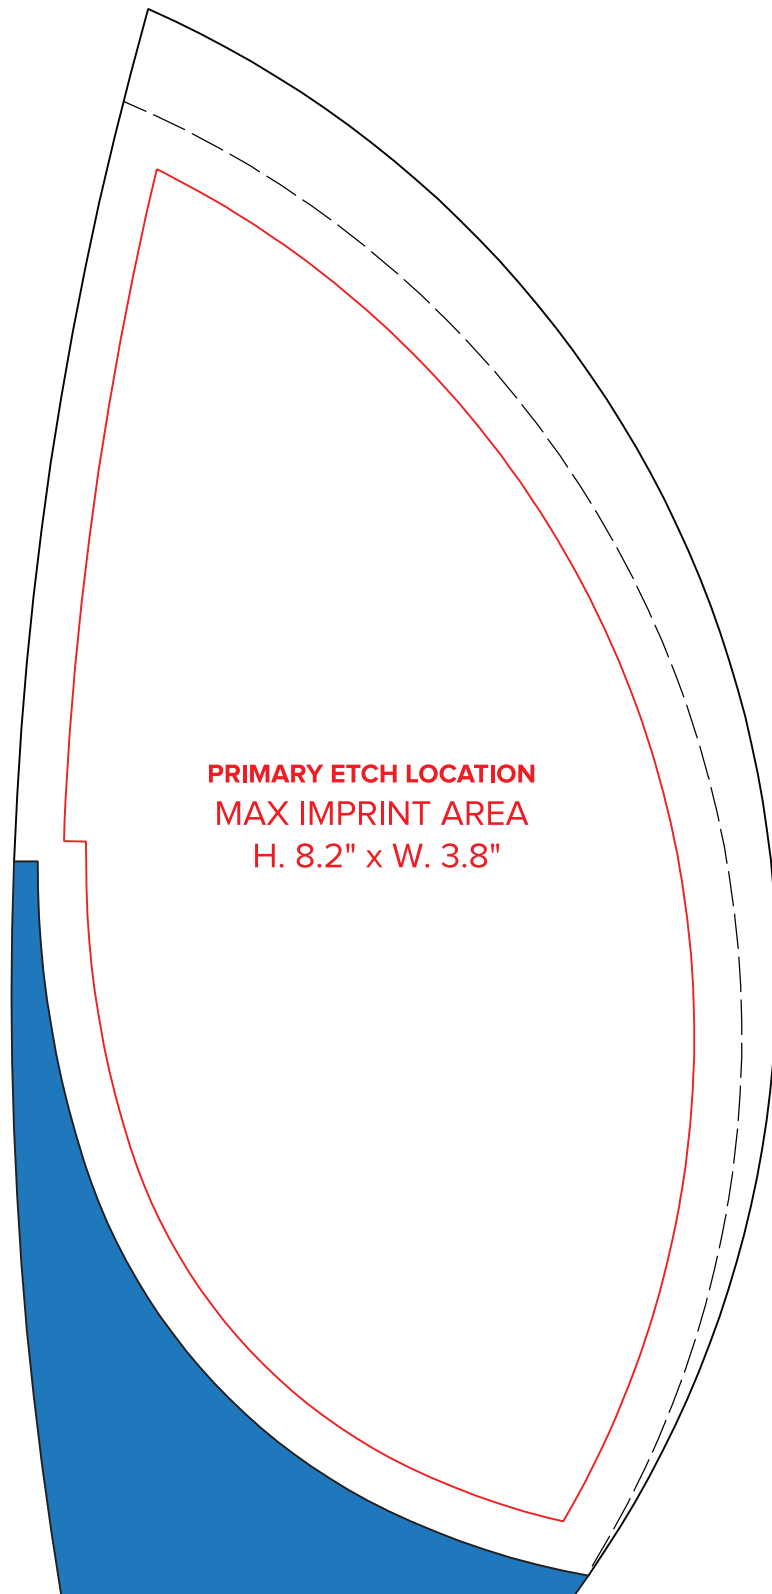 PRIMARY ETCH LOCATION
MAX IMPRINT AREA
H. 8.2" x W. 3.8"